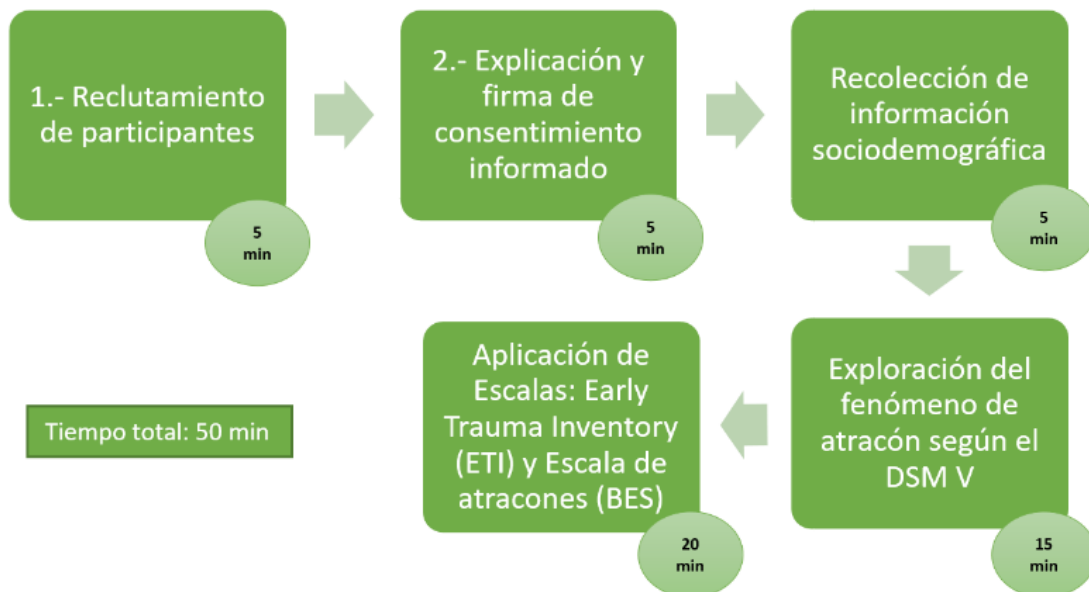 1.- Reclutamiento
de participantes
5
min
2.- Explicación y
firma de
consentimiento
informado
5
min
Recolección de
información
sociodemográfica
5
min
Exploración del
fenómeno de
atracón según el
DSM V
15
min
Aplicación de
Escalas: Early
Trauma Inventory
(ETI) y Escala de
atracones (BES)
20
min
Tiempo total: 50 min